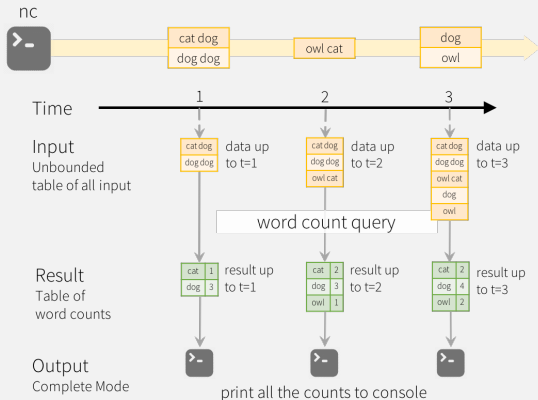 nc
cat dog
dog dog
owl cat
dog
owl
Time
1
2
3
Input
Unbounded
table of all input
cat dog
dog dog
data up
to t=1
cat dog
dog dog
owl cat
data up
to t=2
cat dog
dog dog
owl cat
dog
owl
data up
to t=3
word count query
Result
Table of
word counts
cat 1
dog 3
result up
to t=1
cat 2
dog 3
owl 1
result up
to t=2
cat 2
dog 4
owl 2
result up
to t=3
Output
Complete Mode
print all the counts to console